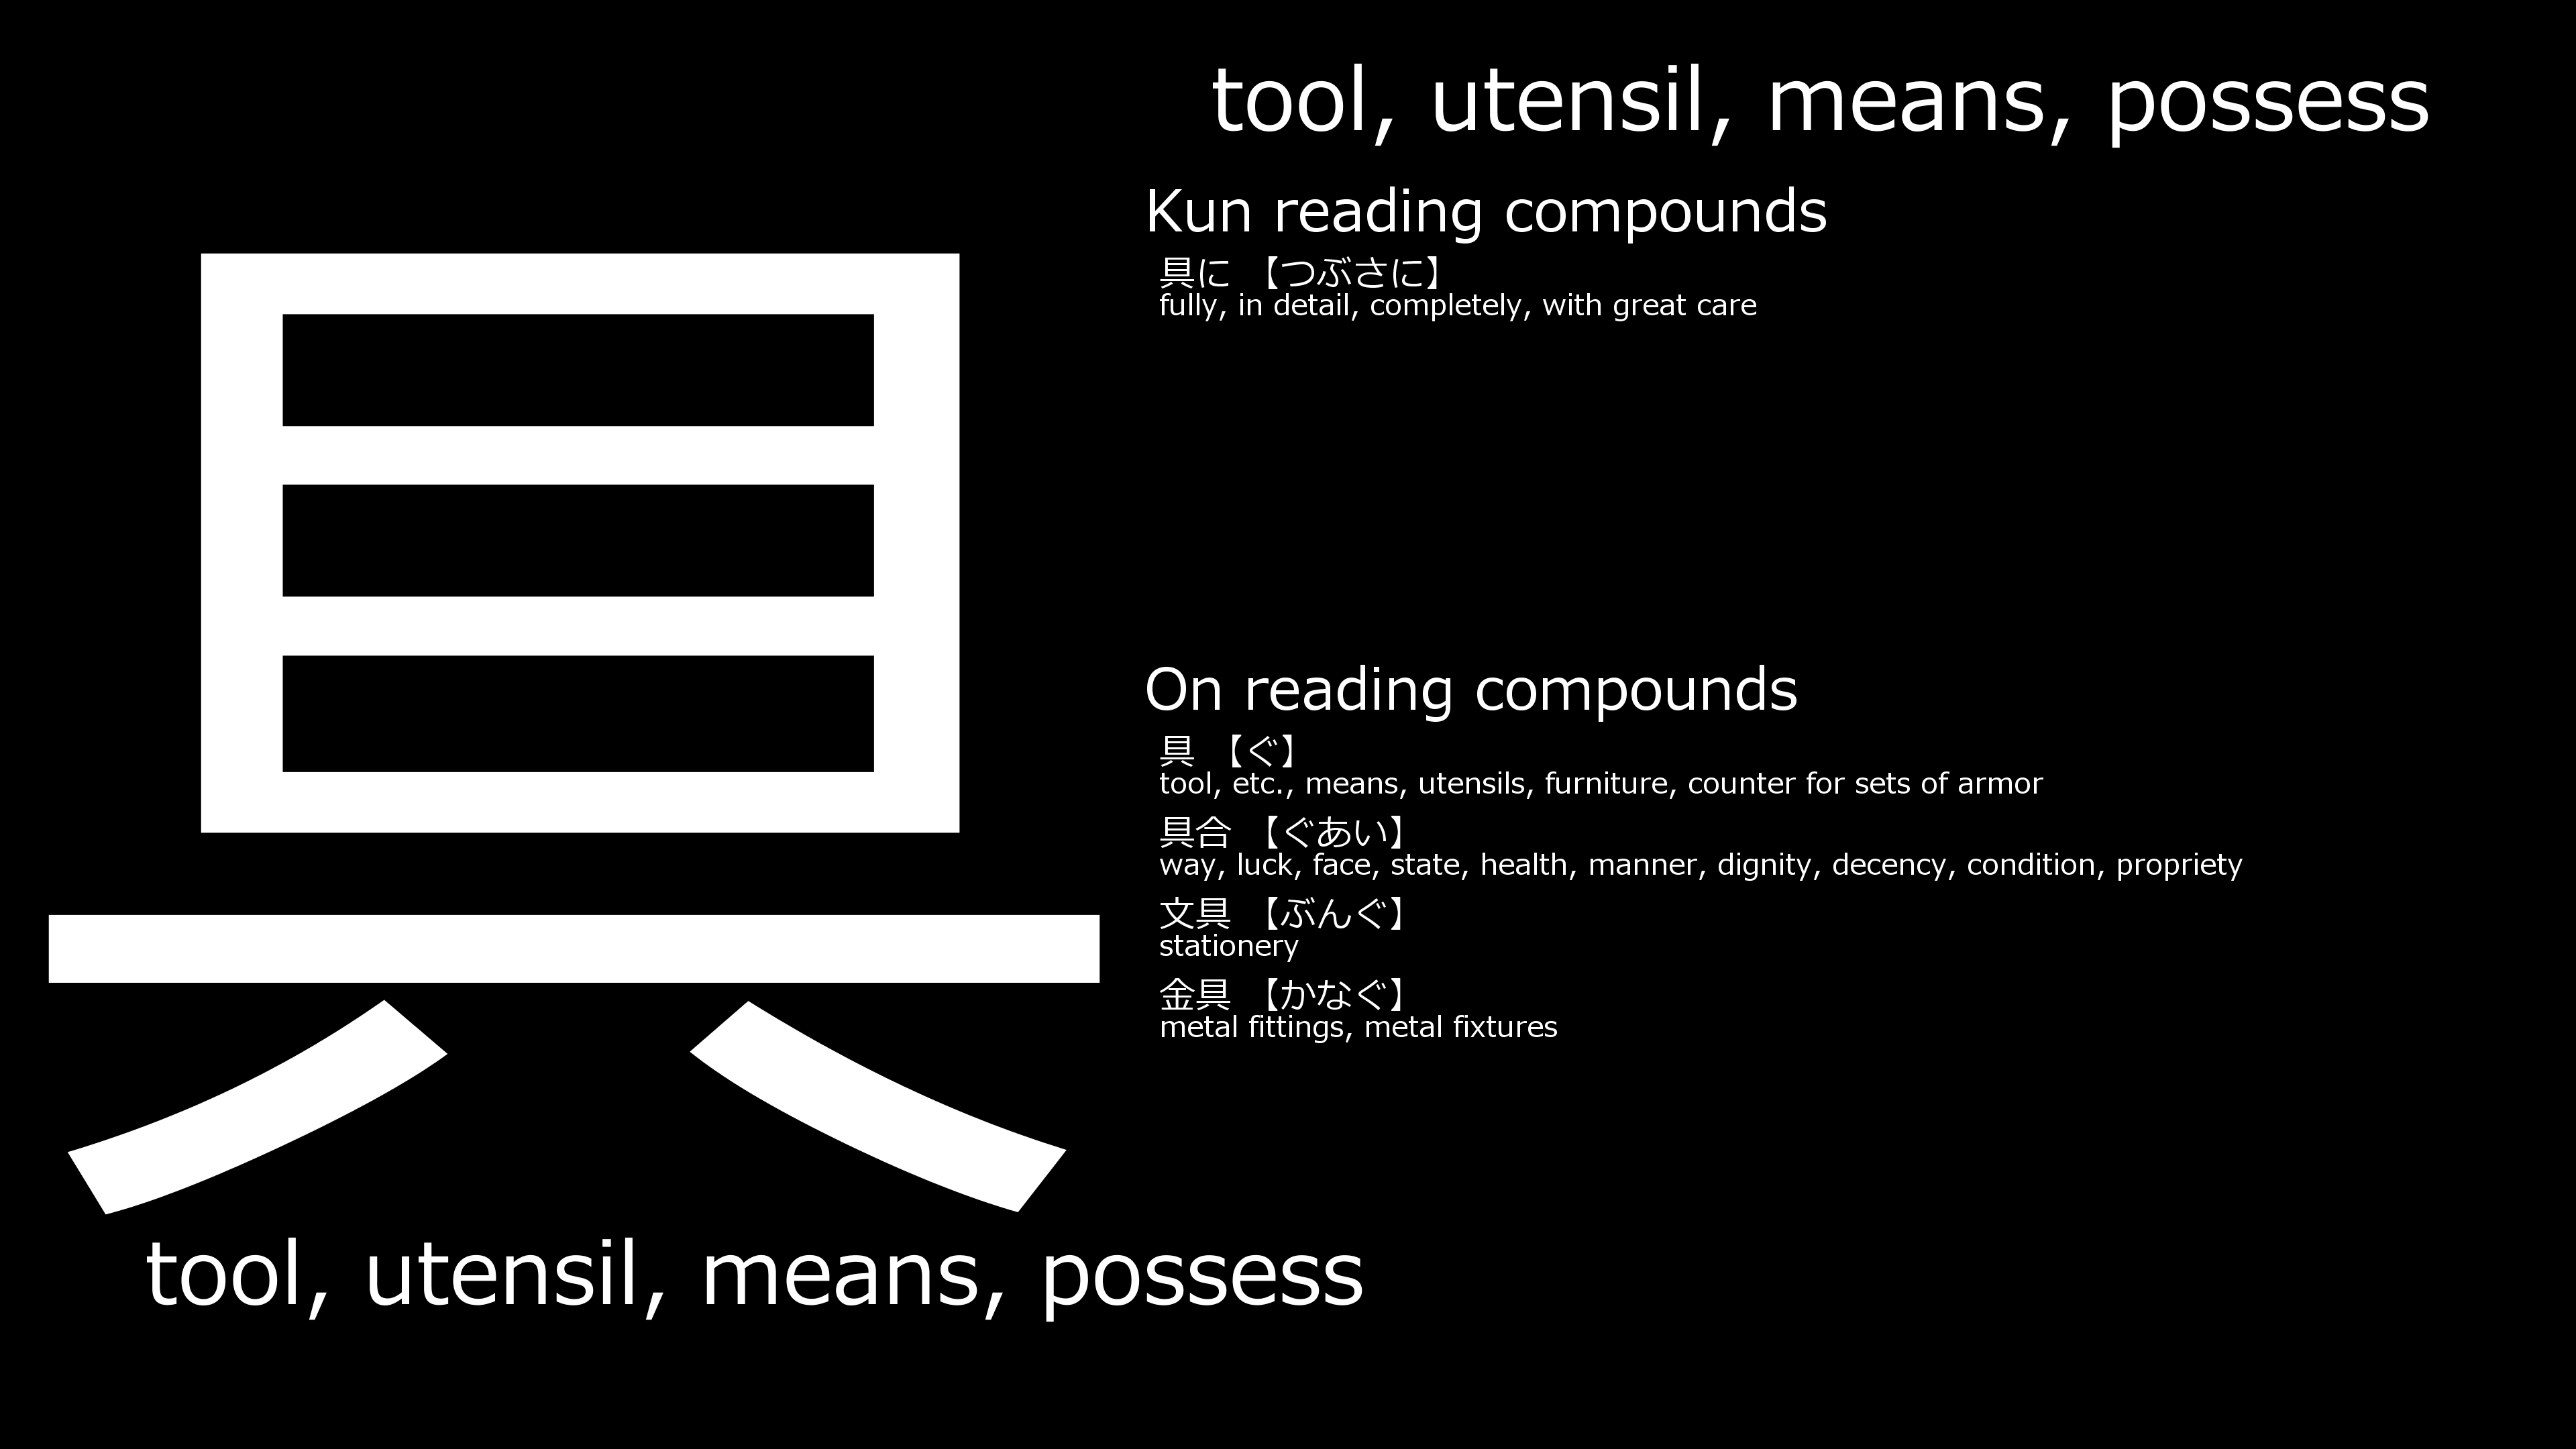 具
tool, utensil, means, possess
tool, utensil, means, possess
Kun reading compounds
具に 【つぶさに】
fully, in detail, completely, with great care
On reading compounds
具 【ぐ】
tool, etc., means, utensils, furniture, counter for sets of armor
具合 【ぐあい】
way, luck, face, state, health, manner, dignity, decency, condition, propriety
文具 【ぶんぐ】
stationery
金具 【かなぐ】
metal fittings, metal fixtures